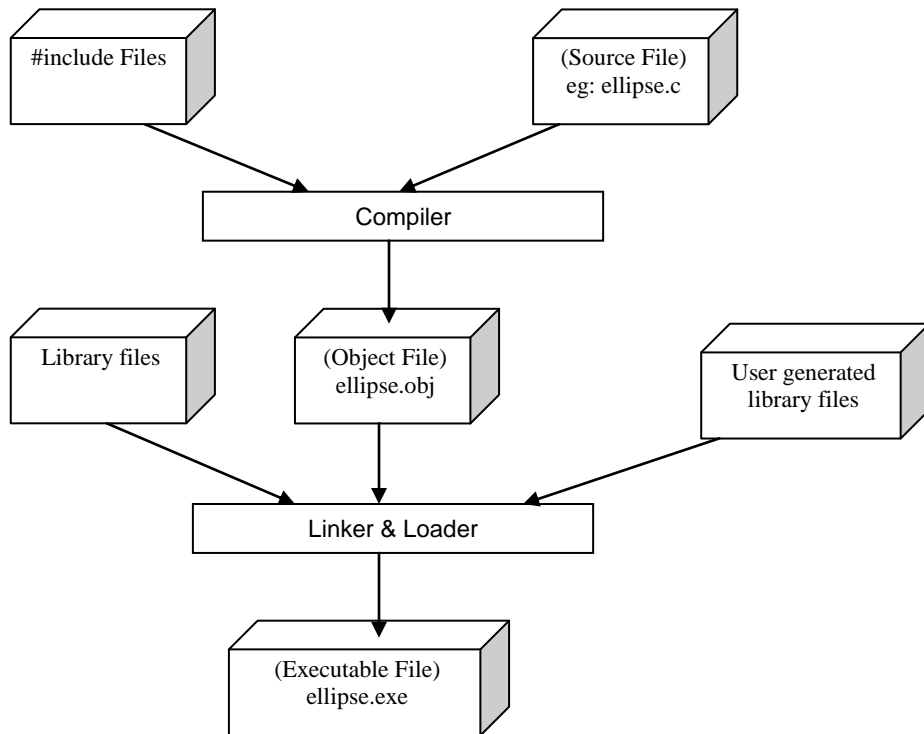 #include Files
(Source File)
eg: ellipse.c
Compiler
Library files
(Object File)
ellipse.obj
User generated
library files
Linker & Loader
(Executable File)
ellipse.exe